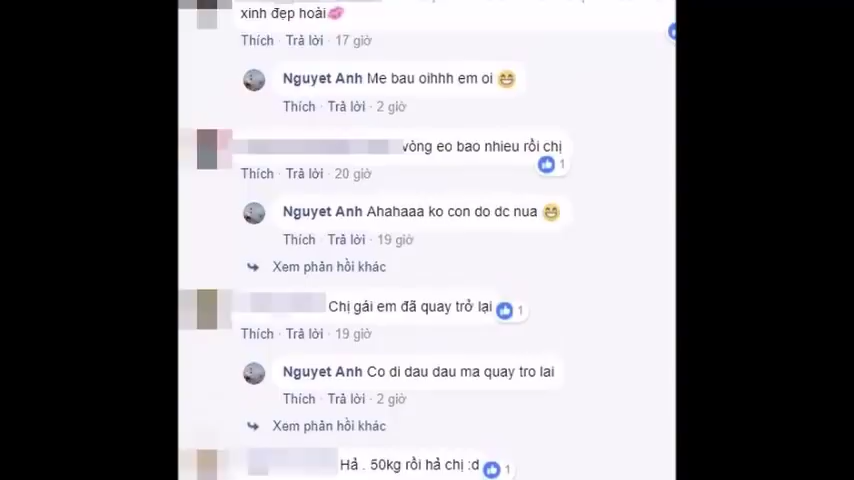 xinh đẹp hoài
Thích · Trả lời · 17 giờ
Nguyet Anh Me bau oihhh em oi
Thích · Trả lời · 2 giờ
vòng eo bao nhieu rồi chị
1
Thích · Trả lời · 20 giờ
Nguyet Anh Ahahaaa ko con do dc nua
Thích · Trả lời · 19 giờ
Xem phản hồi khác
Chị gái em đã quay trở lại 1
Thích · Trả lời · 19 giờ
Nguyet Anh Co di dau dau ma quay tro lai
Thích · Trả lời · 2 giờ
Xem phản hồi khác
Hả . 50kg rồi hả chị :d 1